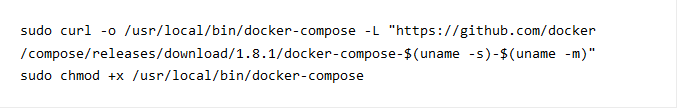 sudo curl -o /usr/local/bin/docker-compose -L "https://github.com/docker
/compose/releases/download/1.8.1/docker-compose-$(uname -s)-$(uname -m)"
sudo chmod +x /usr/local/bin/docker-compose